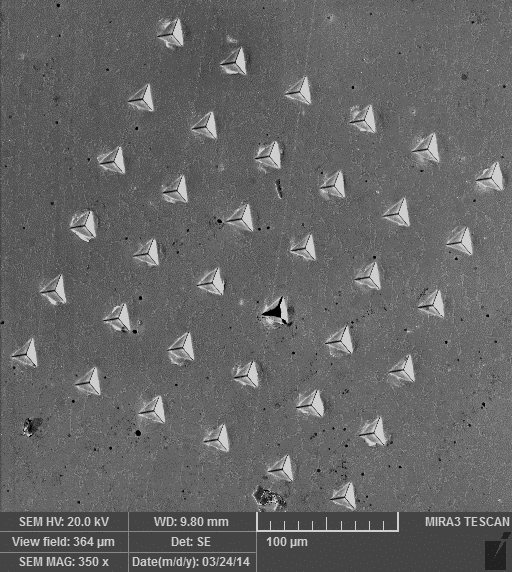 SEM HV: 20.0 kV WD: 9.80 mm MIRA3 TESCAN
View field: 364 µm Det: SE 100 µm
SEM MAG: 350 x Date(m/d/y): 03/24/14